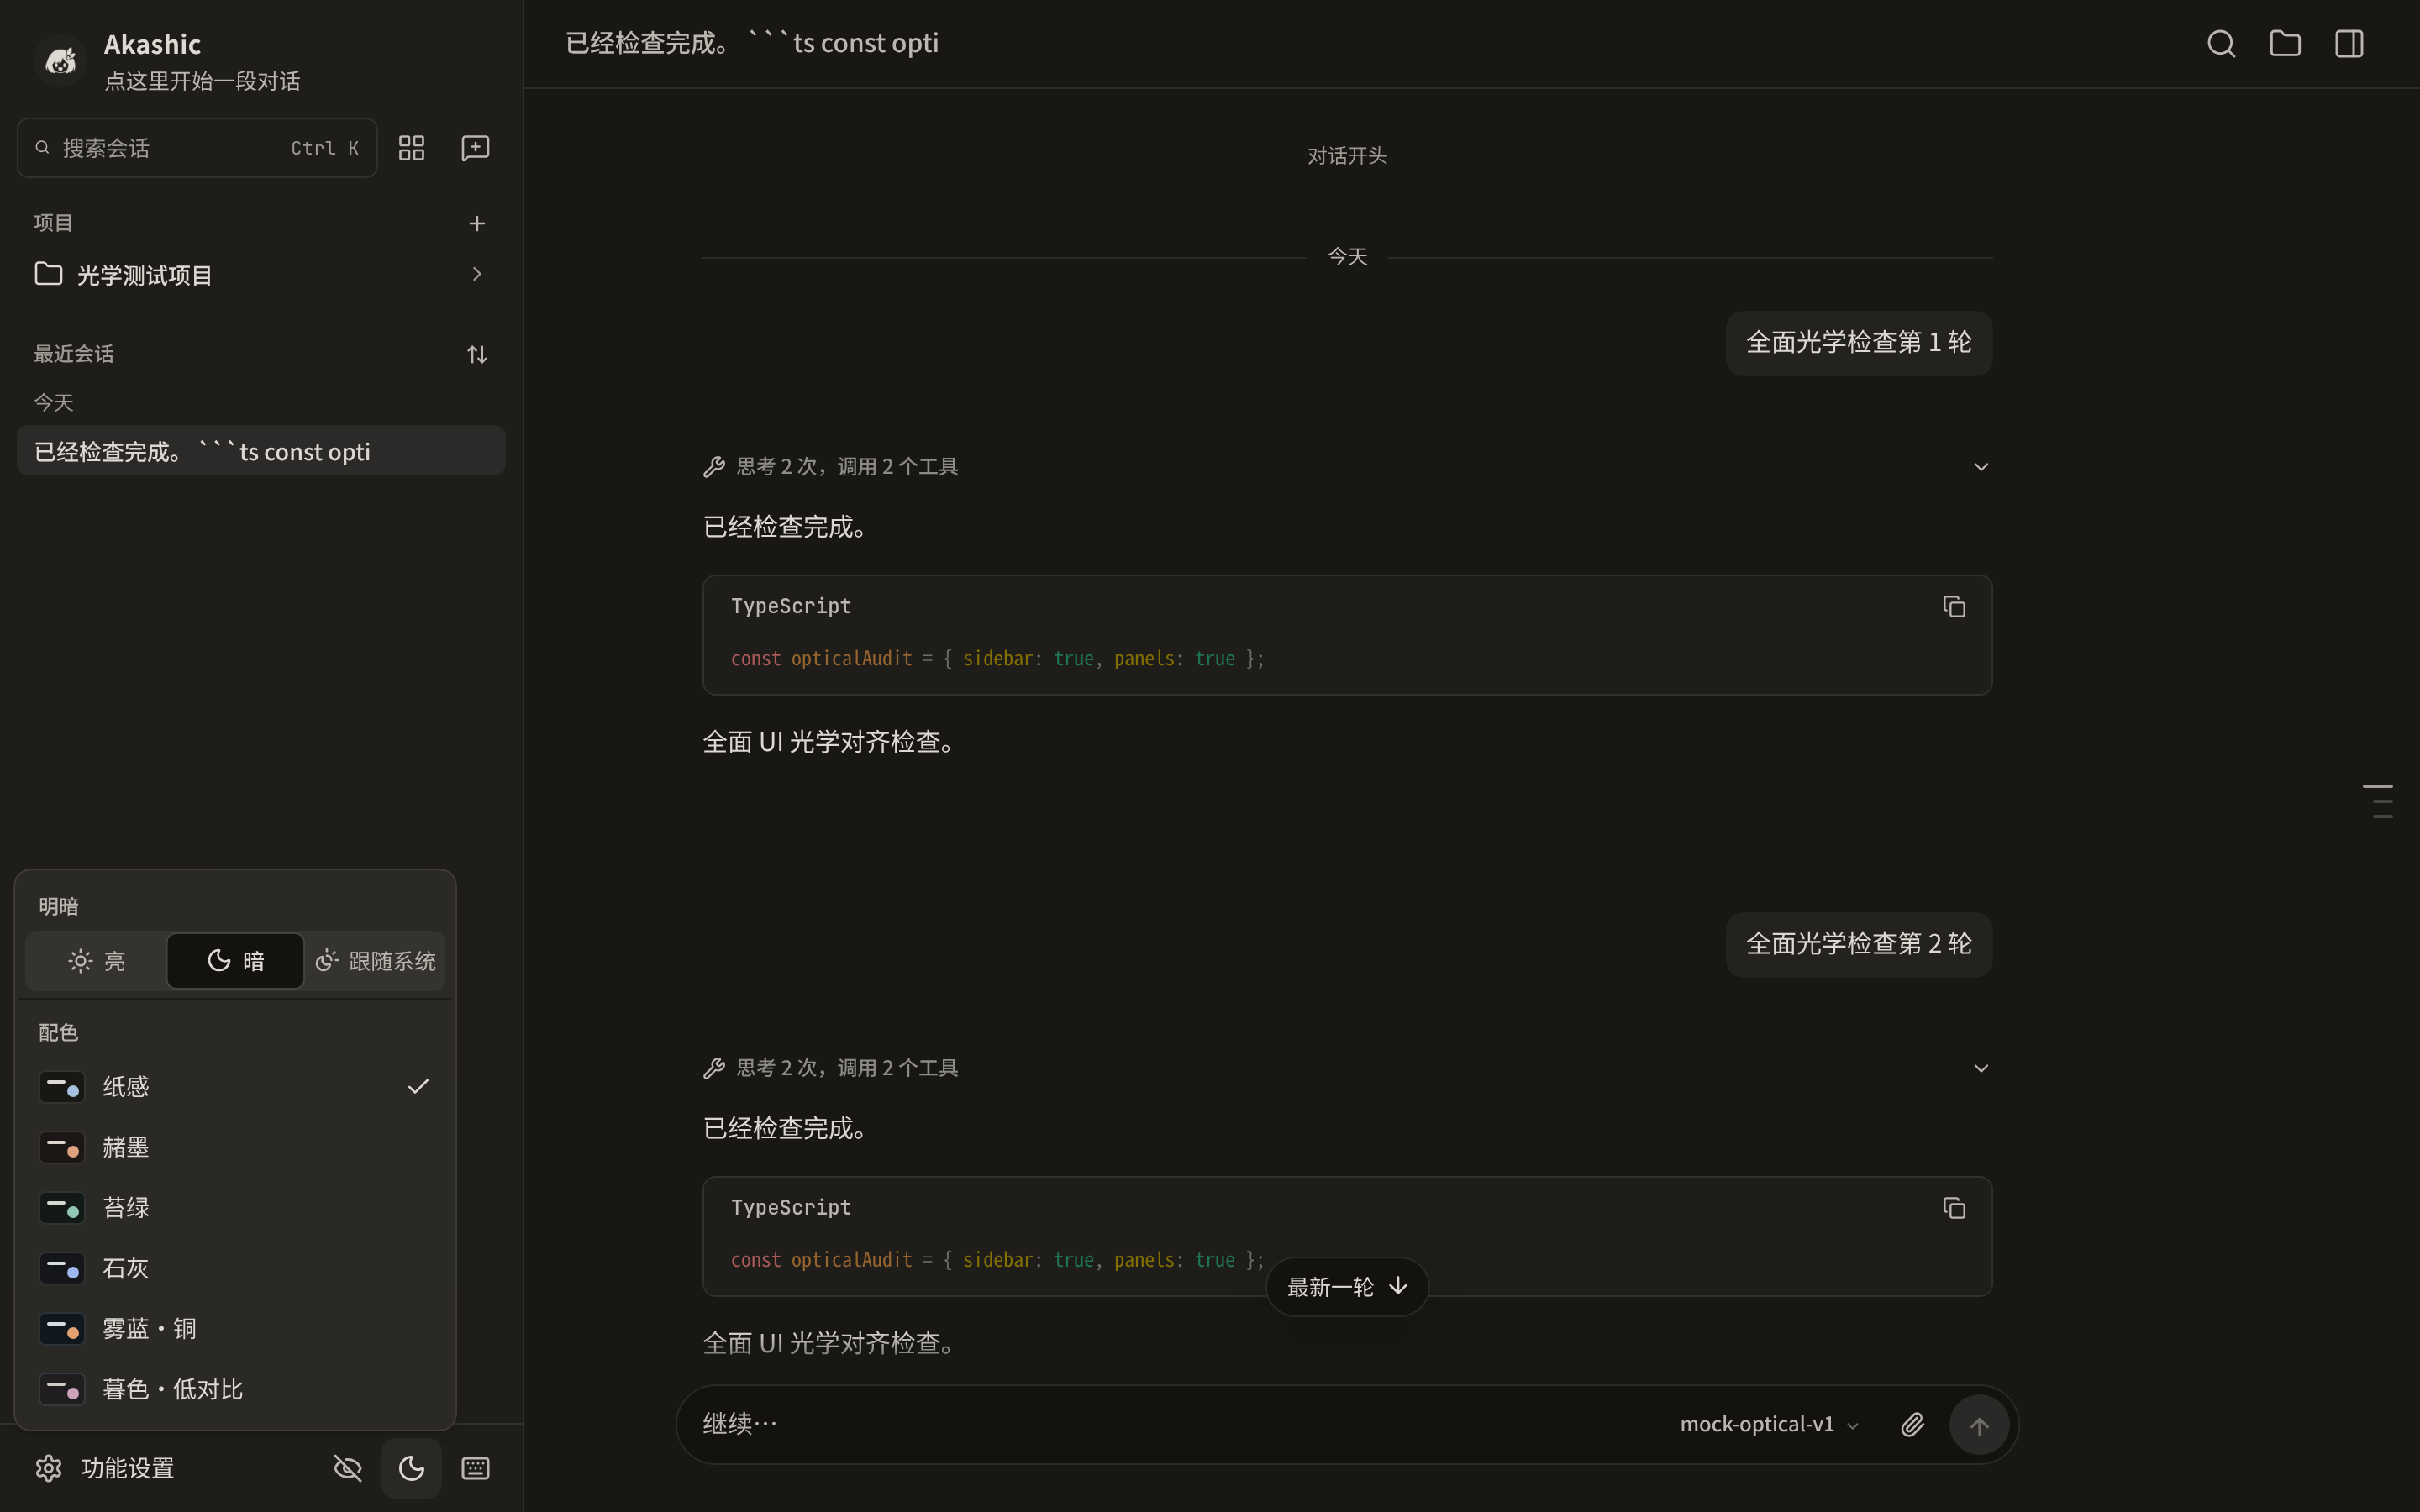 Akashic
点这里开始一段对话
搜索会话 Ctrl K
项目
光学测试项目
最近会话
今天
已经检查完成。 ```ts const opti
明暗
亮 暗 跟随系统
配色
纸感
赭墨
苔绿
石灰
雾蓝・铜
暮色・低对比
功能设置
已经检查完成。 ```ts const opti
对话开头
今天
全面光学检查第 1 轮
思考 2 次，调用 2 个工具
已经检查完成。
TypeScript
const opticalAudit = { sidebar: true, panels: true };
全面 UI 光学对齐检查。
全面光学检查第 2 轮
思考 2 次，调用 2 个工具
已经检查完成。
TypeScript
const opticalAudit = { sidebar: true, panels: true };
最新一轮
全面 UI 光学对齐检查。
继续… mock-optical-v1